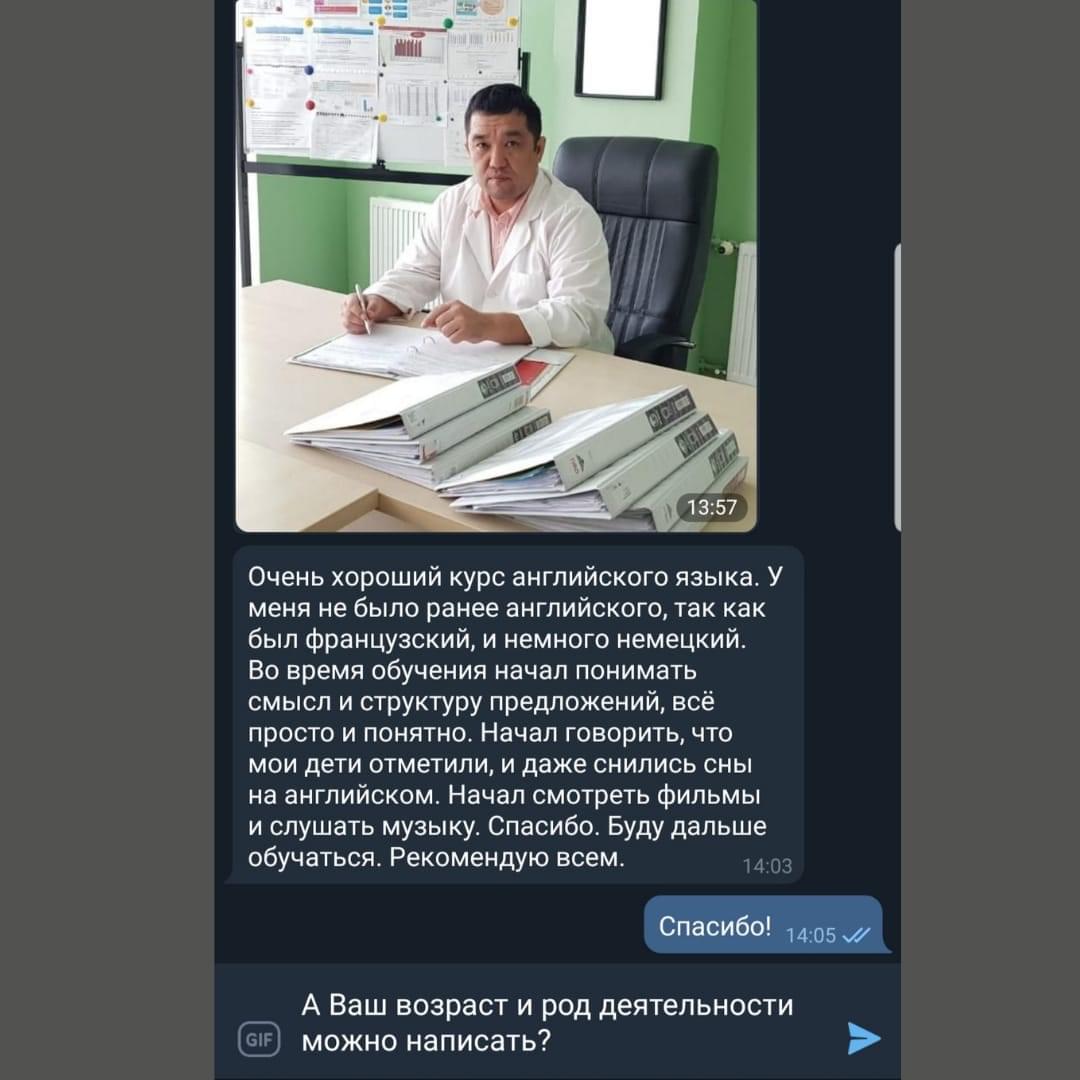 13:57
Очень хороший курс английского языка. У
меня не было ранее английского, так как
был французский, и немного немецкий.
Во время обучения начал понимать
смысл и структуру предложений, всё
просто и понятно. Начал говорить, что
мои дети отметили, и даже снились сны
на английском. Начал смотреть фильмы
и слушать музыку. Спасибо. Буду дальше
обучаться. Рекомендую всем.
14:03
Спасибо!
14:05
А Ваш возраст и род деятельности
GIF
можно написать?